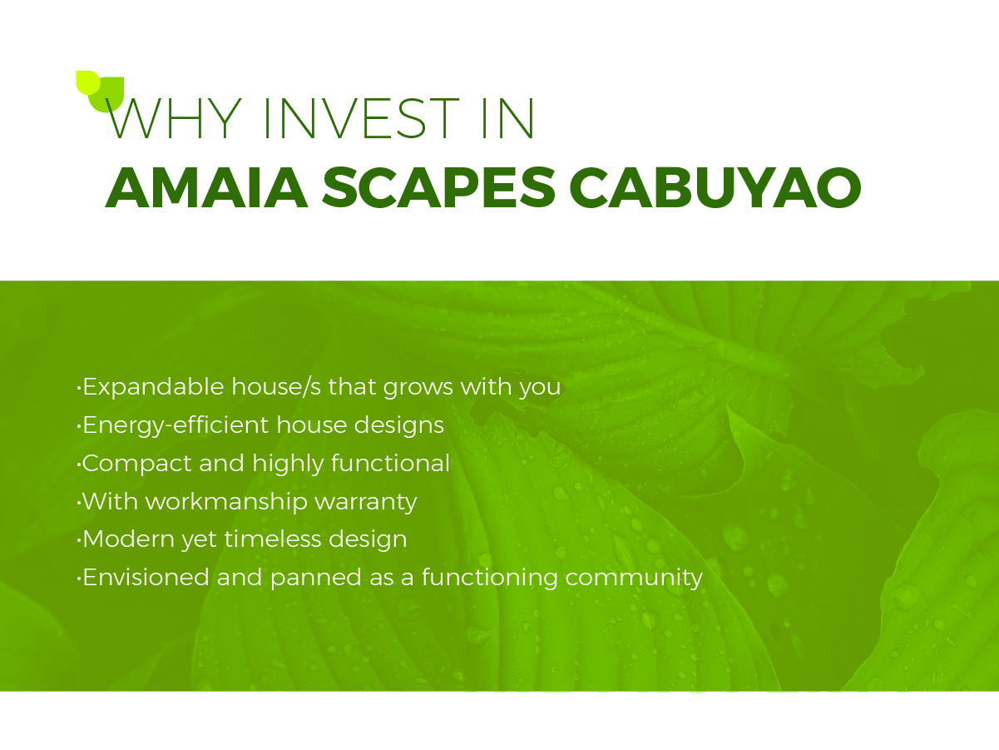 WHY INVEST IN
AMAIA SCAPES CABUYAO
•Expandable house/s that grows with you
•Energy-efficient house designs
•Compact and highly functional
•With workmanship warranty
•Modern yet timeless design
•Envisioned and panned as a functioning community